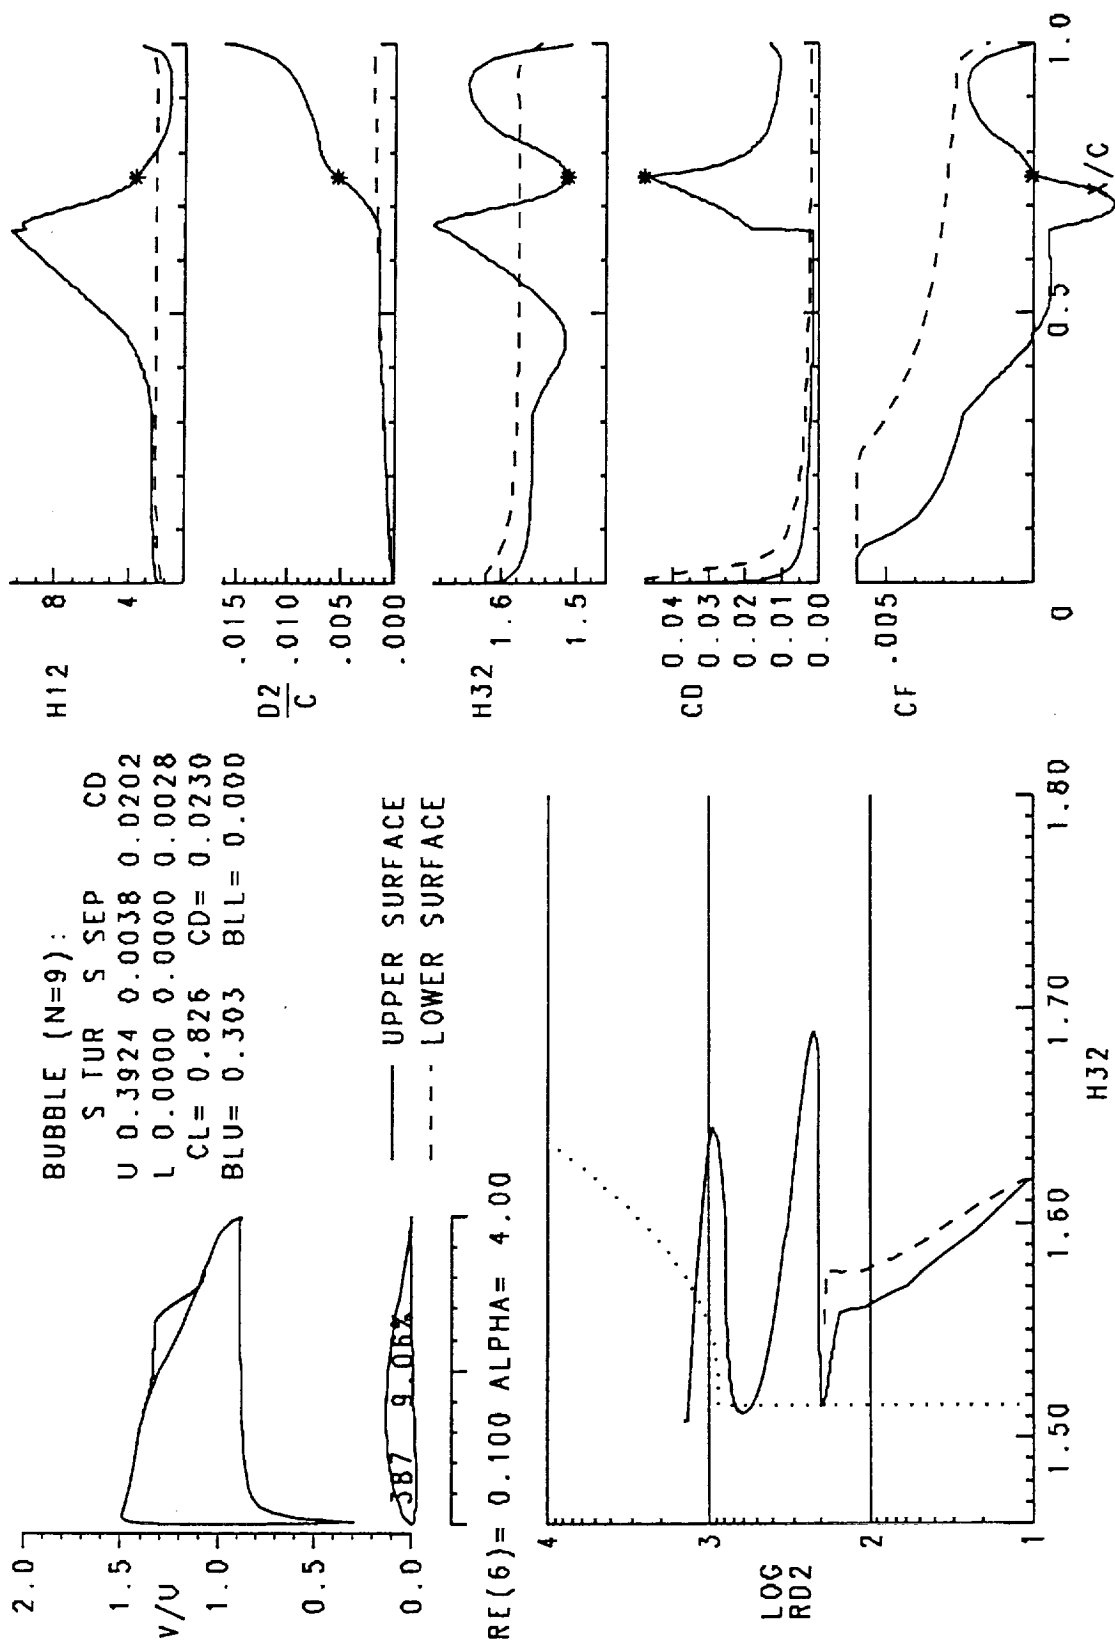 BUBBLE (N=9):
S TUR S SEP CD
U 0.3924 0.0038 0.0202
L 0.0000 0.0000 0.0028
CL= 0.826 CD= 0.0230
BLU= 0.303 BLL= 0.000
2.0
1.5
V/U
1.0
0.5
0.0
387 9.06%
UPPER SURFACE
LOWER SURFACE
RE(6)= 0.100 ALPHA= 4.00
4
3
LOG
RD2
2
1
1.50
1.60
1.70
1.80
H32
H12
8
4
D2
C
.015
.010
.005
.000
H32
1.6
1.5
CD
0.04
0.03
0.02
0.01
0.00
CF
.005
0
0.5
X/C
1.0